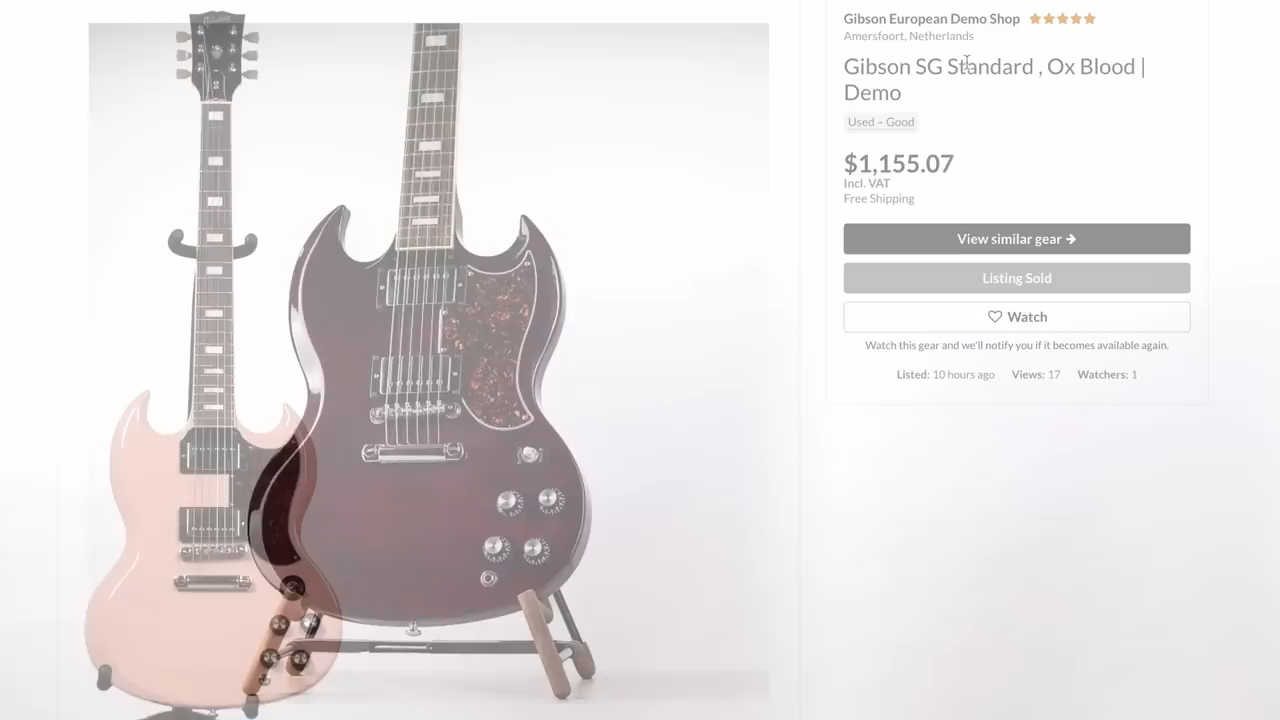 Gibson European Demo Shop
Amersfoort, Netherlands
Gibson SG Standard , Ox Blood |
Demo
Used – Good
$1,155.07
Incl. VAT
Free Shipping
View similar gear →
Listing Sold
Watch
Watch this gear and we'll notify you if it becomes available again.
Listed: 10 hours ago Views: 17 Watchers: 1
SG